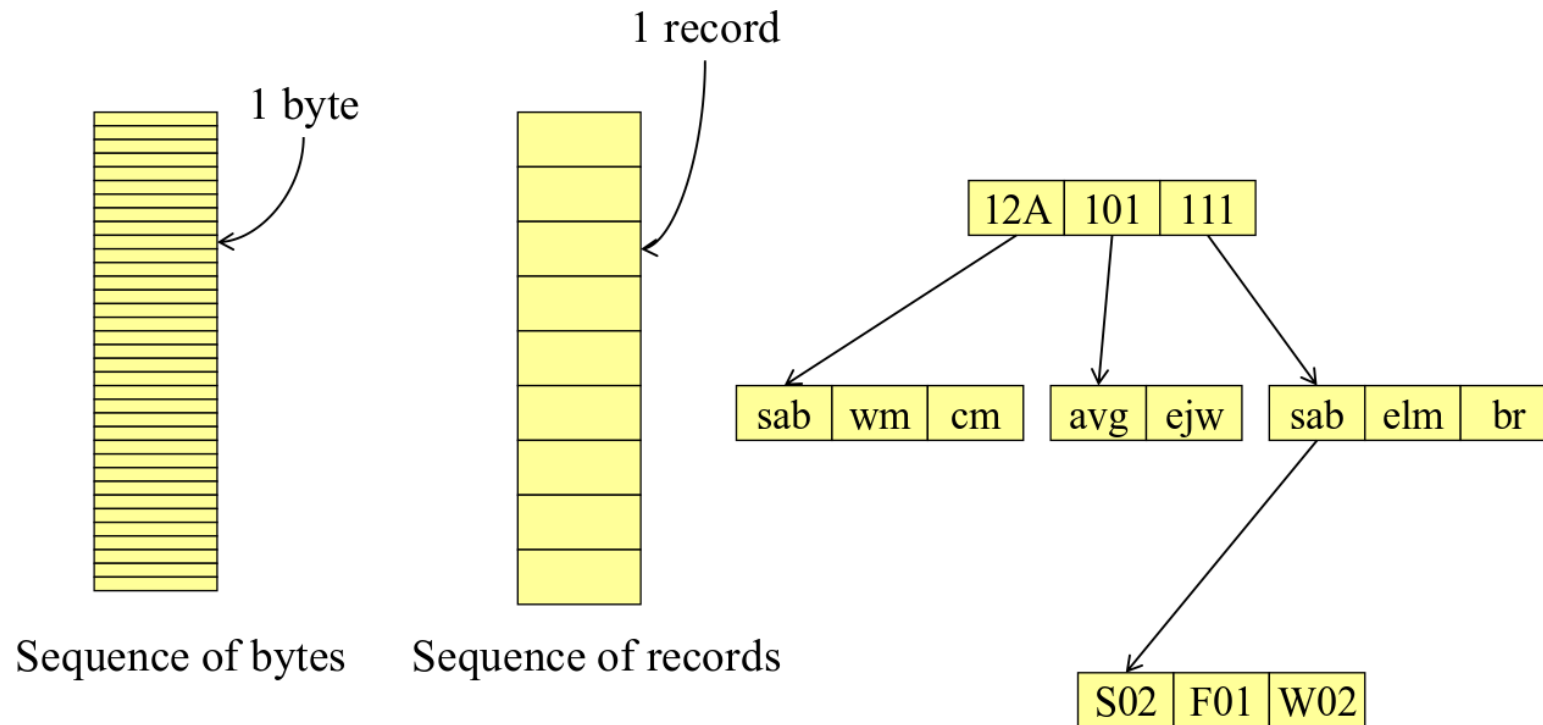 1 record
1 byte
12A 101 111
sab wm cm
avg ejw
sab elm br
Sequence of bytes
Sequence of records
S02 F01 W02